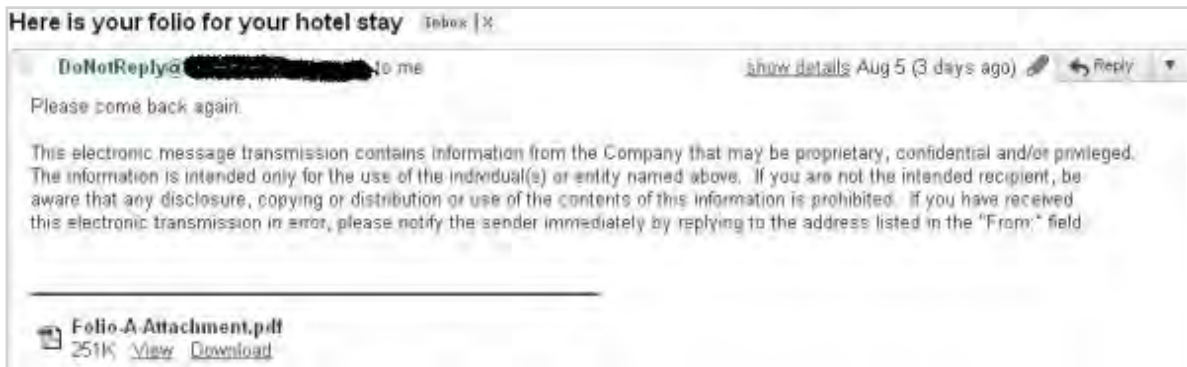 Here is your folio for your hotel stay Inbox | X
DoNotReply@ to me show details Aug 5 (3 days ago) Reply
Please come back again.
This electronic message transmission contains information from the Company that may be proprietary, confidential and/or privileged.
The information is intended only for the use of the individual(s) or entity named above. If you are not the intended recipient, be
aware that any disclosure, copying or distribution or use of the contents of this information is prohibited. If you have received
this electronic transmission in error, please notify the sender immediately by replying to the address listed in the "From:" field.
Folio-A-Attachment.pdf
251K View Download